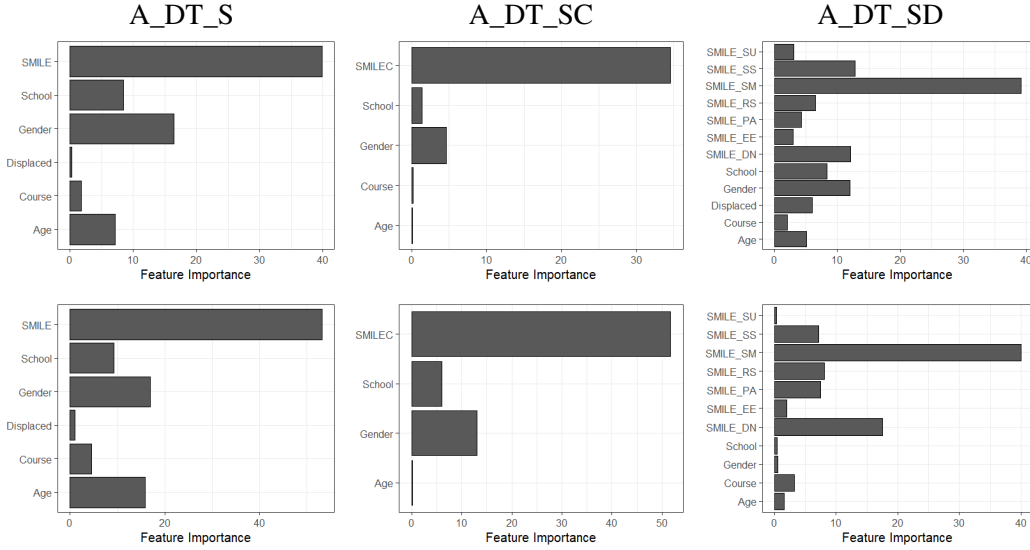 A_DT_S
A_DT_SC
A_DT_SD
SMILE
School
Gender
Displaced
Course
Age
0 10 20 30 40
Feature Importance
SMILEC
School
Gender
Course
Age
0 10 20 30
Feature Importance
SMILE_SU
SMILE_SS
SMILE_SM
SMILE_RS
SMILE_PA
SMILE_EE
SMILE_DN
School
Gender
Displaced
Course
Age
0 10 20 30 40
Feature Importance
SMILE
School
Gender
Displaced
Course
Age
0 20 40
Feature Importance
SMILEC
School
Gender
Age
0 10 20 30 40 50
Feature Importance
SMILE_SU
SMILE_SS
SMILE_SM
SMILE_RS
SMILE_PA
SMILE_EE
SMILE_DN
School
Gender
Course
Age
0 10 20 30 40
Feature Importance